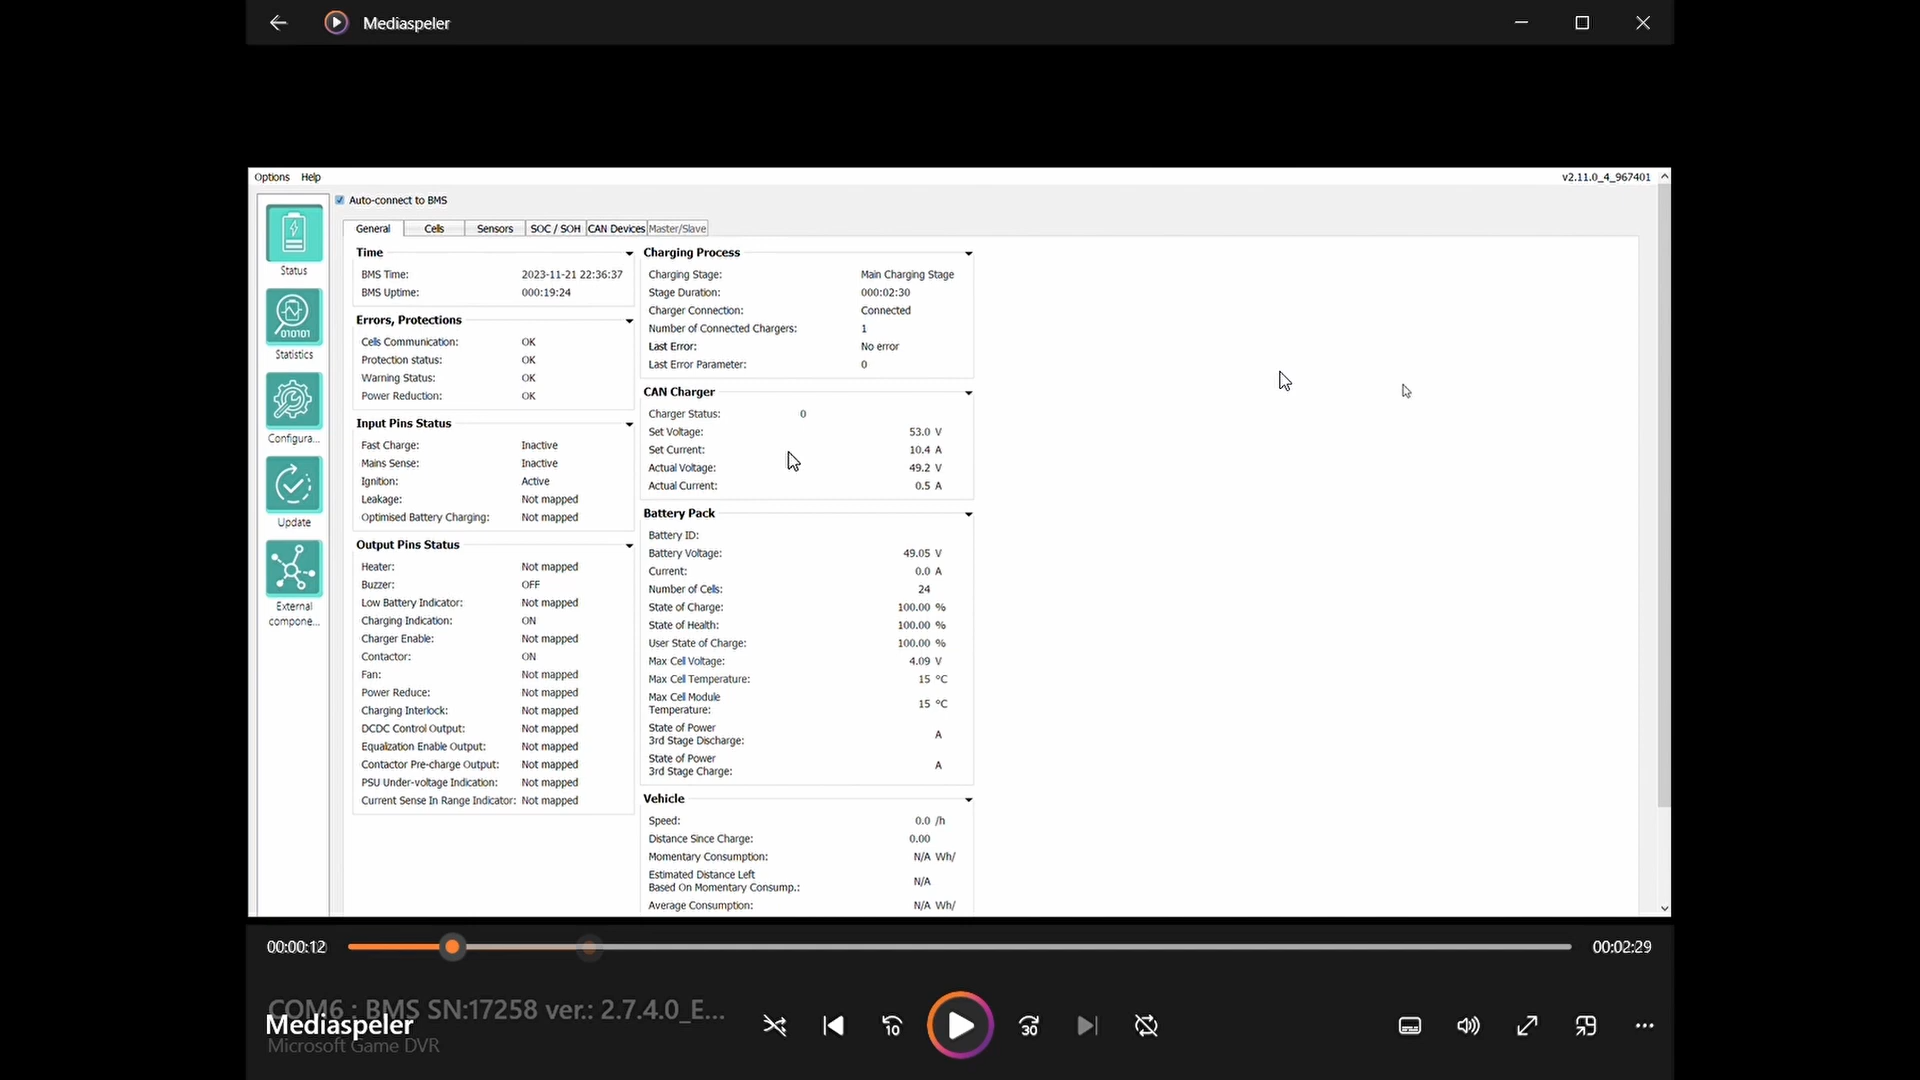 Mediaspeler
Options Help v2.11.0_4_967401
Auto-connect to BMS
General Cells Sensors SOC / SOH CAN Devices Master/Slave
Status
Statistics
Configura...
Update
External
compone...
Time
BMS Time: 2023-11-21 22:36:37
BMS Uptime: 000:19:24
Errors, Protections
Cells Communication: OK
Protection status: OK
Warning Status: OK
Power Reduction: OK
Input Pins Status
Fast Charge: Inactive
Mains Sense: Inactive
Ignition: Active
Leakage: Not mapped
Optimised Battery Charging: Not mapped
Output Pins Status
Heater: Not mapped
Buzzer: OFF
Low Battery Indicator: Not mapped
Charging Indication: ON
Charger Enable: Not mapped
Contactor: ON
Fan: Not mapped
Power Reduce: Not mapped
Charging Interlock: Not mapped
DCDC Control Output: Not mapped
Equalization Enable Output: Not mapped
Contactor Pre-charge Output: Not mapped
PSU Under-voltage Indication: Not mapped
Current Sense In Range Indicator: Not mapped
Charging Process
Charging Stage: Main Charging Stage
Stage Duration: 000:02:30
Charger Connection: Connected
Number of Connected Chargers: 1
Last Error: No error
Last Error Parameter: 0
CAN Charger
Charger Status: 0
Set Voltage: 53.0 V
Set Current: 10.4 A
Actual Voltage: 49.2 V
Actual Current: 0.5 A
Battery Pack
Battery ID:
Battery Voltage: 49.05 V
Current: 0.0 A
Number of Cells: 24
State of Charge: 100.00 %
State of Health: 100.00 %
User State of Charge: 100.00 %
Max Cell Voltage: 4.09 V
Max Cell Temperature: 15 °C
Max Cell Module
Temperature: 15 °C
State of Power
3rd Stage Discharge: A
State of Power
3rd Stage Charge: A
Vehicle
Speed: 0.0 /h
Distance Since Charge: 0.00
Momentary Consumption: N/A Wh/
Estimated Distance Left
Based On Momentary Consump.: N/A
Average Consumption: N/A Wh/
00:00:12 00:02:29
COM6 : BMS SN:17258 ver.: 2.7.4.0_E...
Mediaspeler
Microsoft Game DVR
10 30